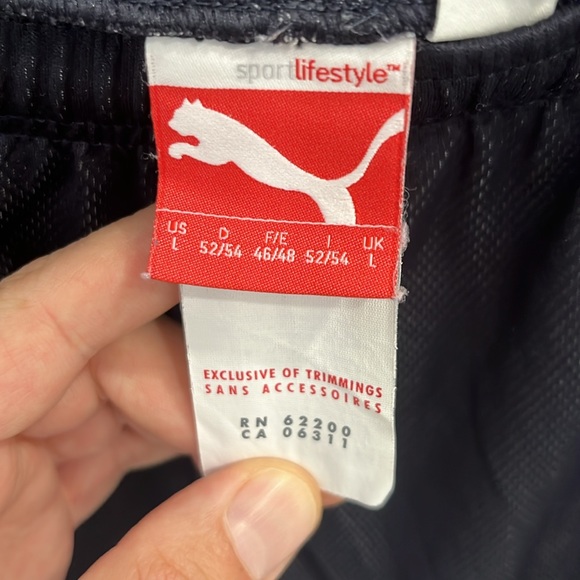 sportlifestyle™
US D F/E I UK
L 52/54 46/48 52/54 L
EXCLUSIVE OF TRIMMINGS
SANS ACCESSOIRES
RN 62200
CA 06311